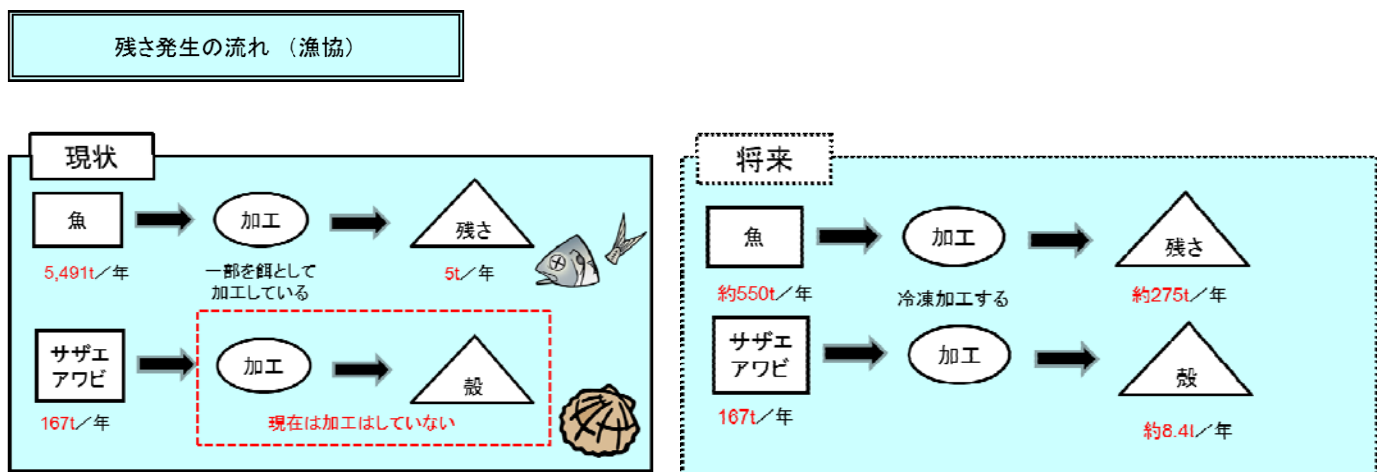 残さ発生の流れ （漁協）
現状
魚
加工
残さ
5,491t／年
一部を餌として
加工している
5t／年
サザエ
アワビ
加工
殻
167t／年
現在は加工はしていない
将来
魚
加工
残さ
約550t／年
冷凍加工する
約275t／年
サザエ
アワビ
加工
殻
167t／年
約8.4l／年